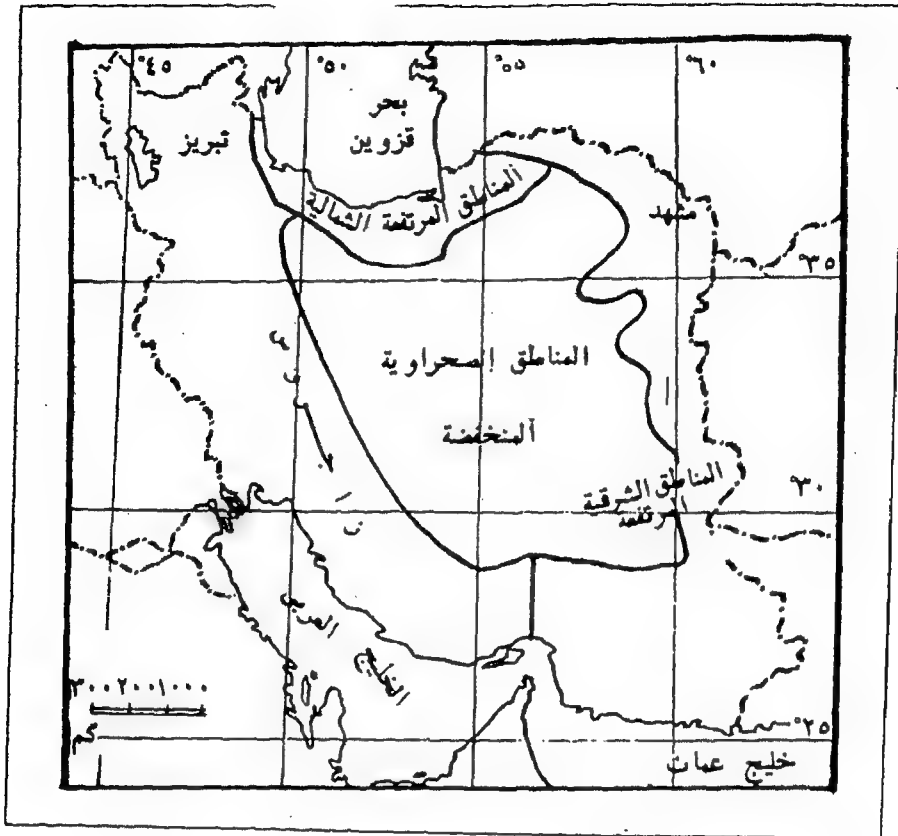 °٤٥
°٥٠
°٥٥
°٦٠
بحر
قزوين
تبريز
المناطق المرتفعة الشمالية
مشهد
°٣٥
المناطق الصحراوية
المنخفضة
المناطق الشرقية
المرتفعة
°٣٠
الخليج العربي
٣٠٠ ٢٠٠ ١٠٠ ٠
كم
°٢٥
خليج عمان